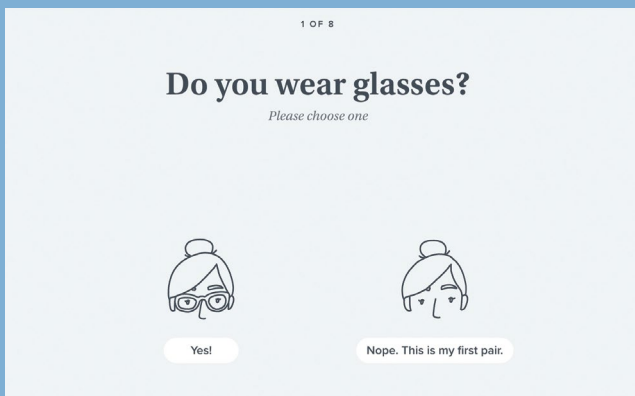 1 OF 8
Do you wear glasses?
Please choose one
Yes!
Nope. This is my first pair.